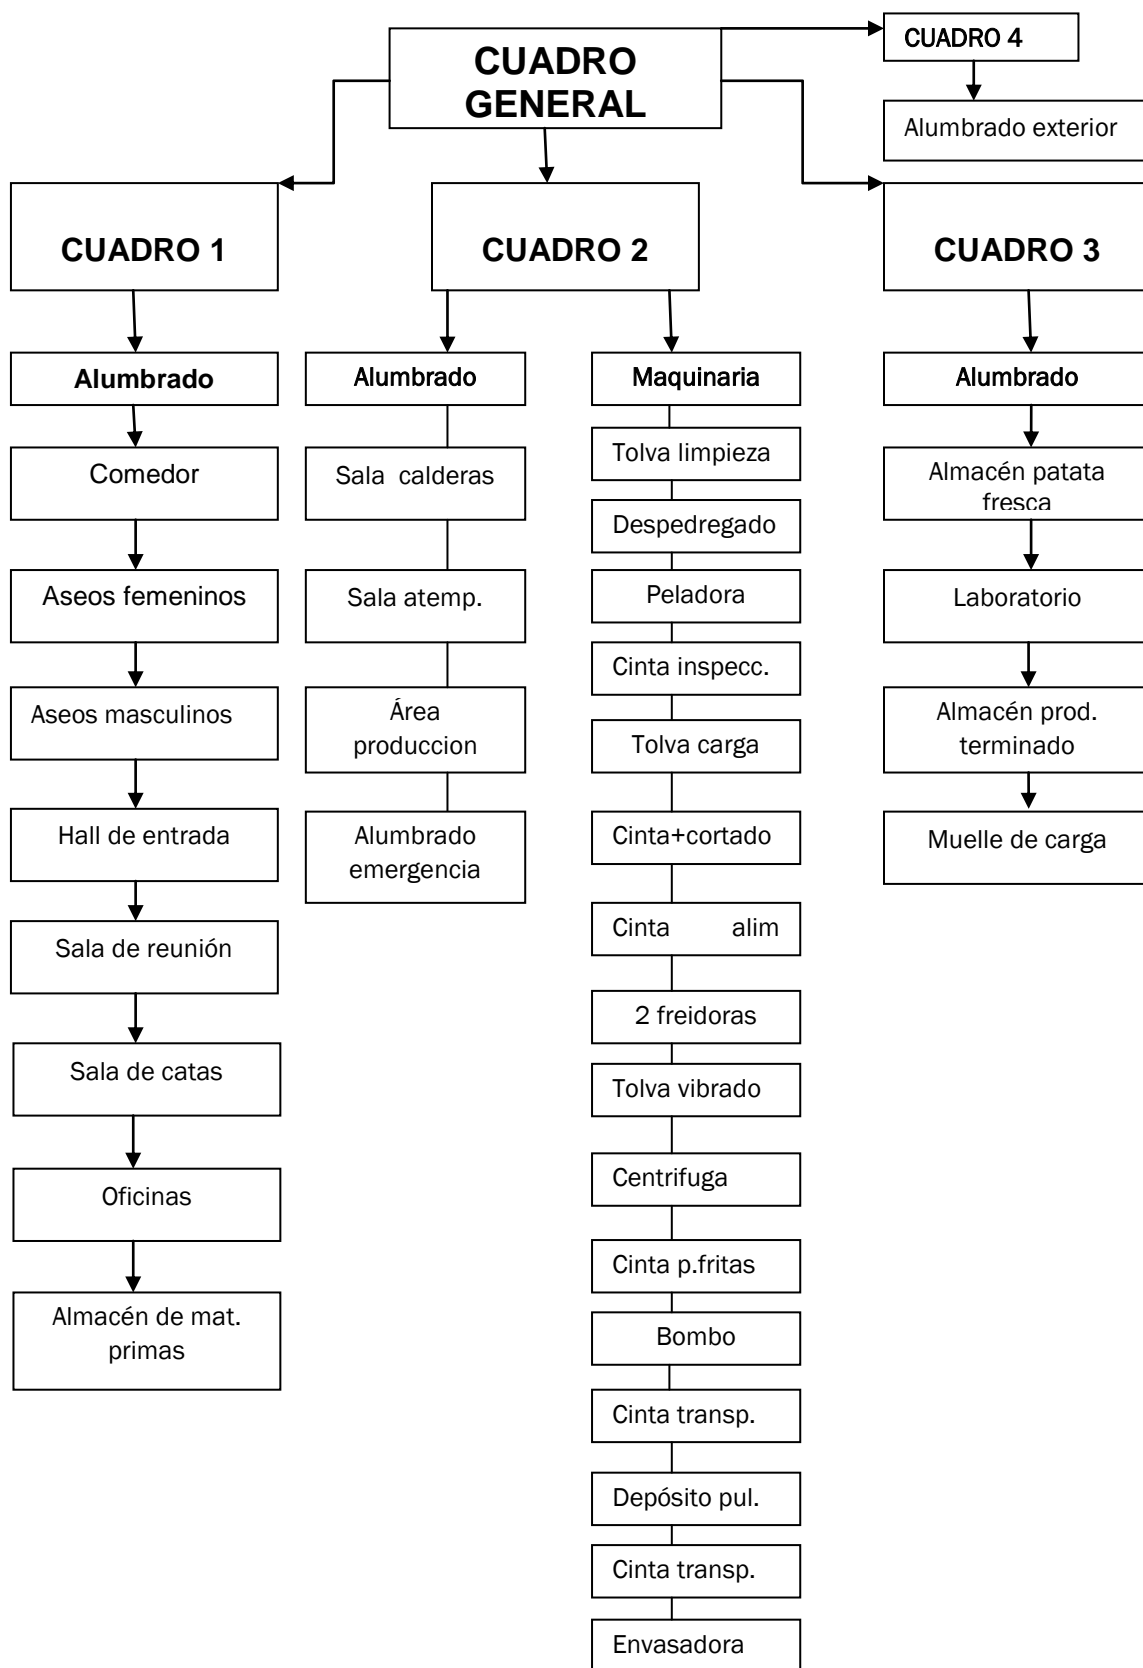 CUADRO
GENERAL
CUADRO 4
Alumbrado exterior
CUADRO 1
Alumbrado
Comedor
Aseos femeninos
Aseos masculinos
Hall de entrada
Sala de reunión
Sala de catas
Oficinas
Almacén de mat.
primas
CUADRO 2
Alumbrado
Sala calderas
Sala atemp.
Área
produccion
Alumbrado
emergencia
Maquinaria
Tolva limpieza
Despedregado
Peladora
Cinta inspecc.
Tolva carga
Cinta+cortado
Cinta alim
2 freidoras
Tolva vibrado
Centrifuga
Cinta p.fritas
Bombo
Cinta transp.
Depósito pul.
Cinta transp.
Envasadora
CUADRO 3
Alumbrado
Almacén patata
fresca
Laboratorio
Almacén prod.
terminado
Muelle de carga